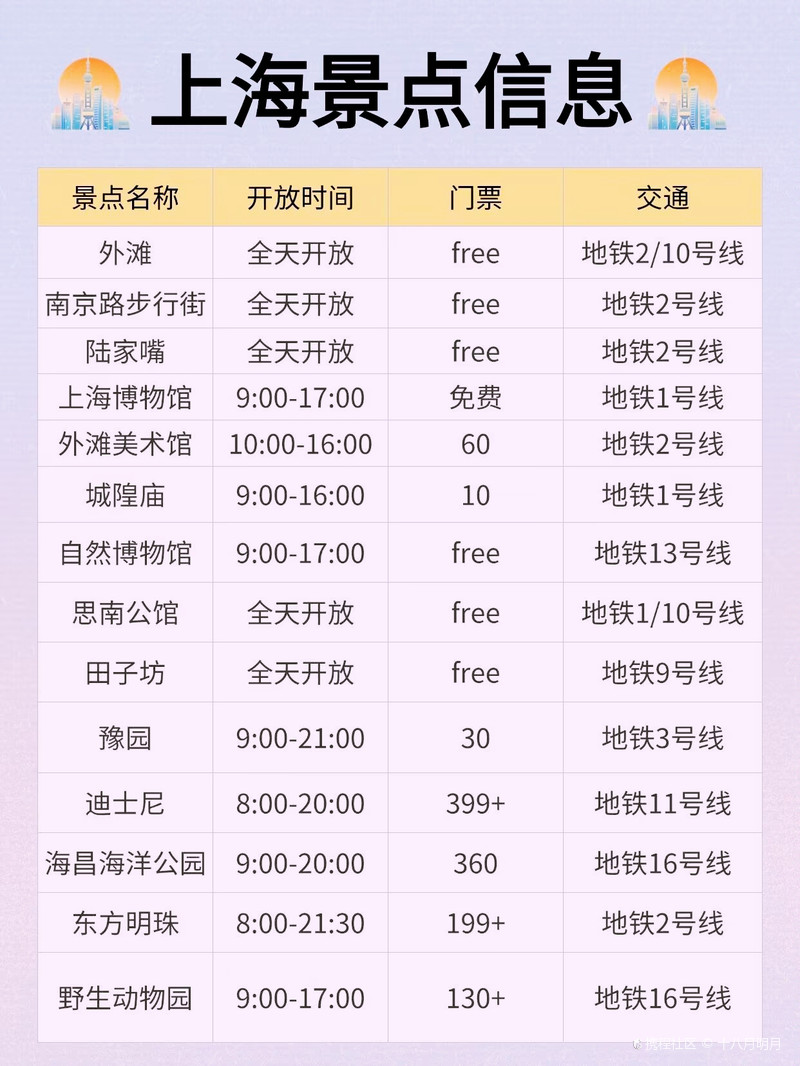 上海景点信息
景点名称 开放时间 门票 交通
外滩 全天开放 free 地铁2/10号线
南京路步行街 全天开放 free 地铁2号线
陆家嘴 全天开放 free 地铁2号线
上海博物馆 9:00-17:00 免费 地铁1号线
外滩美术馆 10:00-16:00 60 地铁2号线
城隍庙 9:00-16:00 10 地铁1号线
自然博物馆 9:00-17:00 free 地铁13号线
思南公馆 全天开放 free 地铁1/10号线
田子坊 全天开放 free 地铁9号线
豫园 9:00-21:00 30 地铁3号线
迪士尼 8:00-20:00 399+ 地铁11号线
海昌海洋公园 9:00-20:00 360 地铁16号线
东方明珠 8:00-21:30 199+ 地铁2号线
野生动物园 9:00-17:00 130+ 地铁16号线
携程社区 © 十六月明月